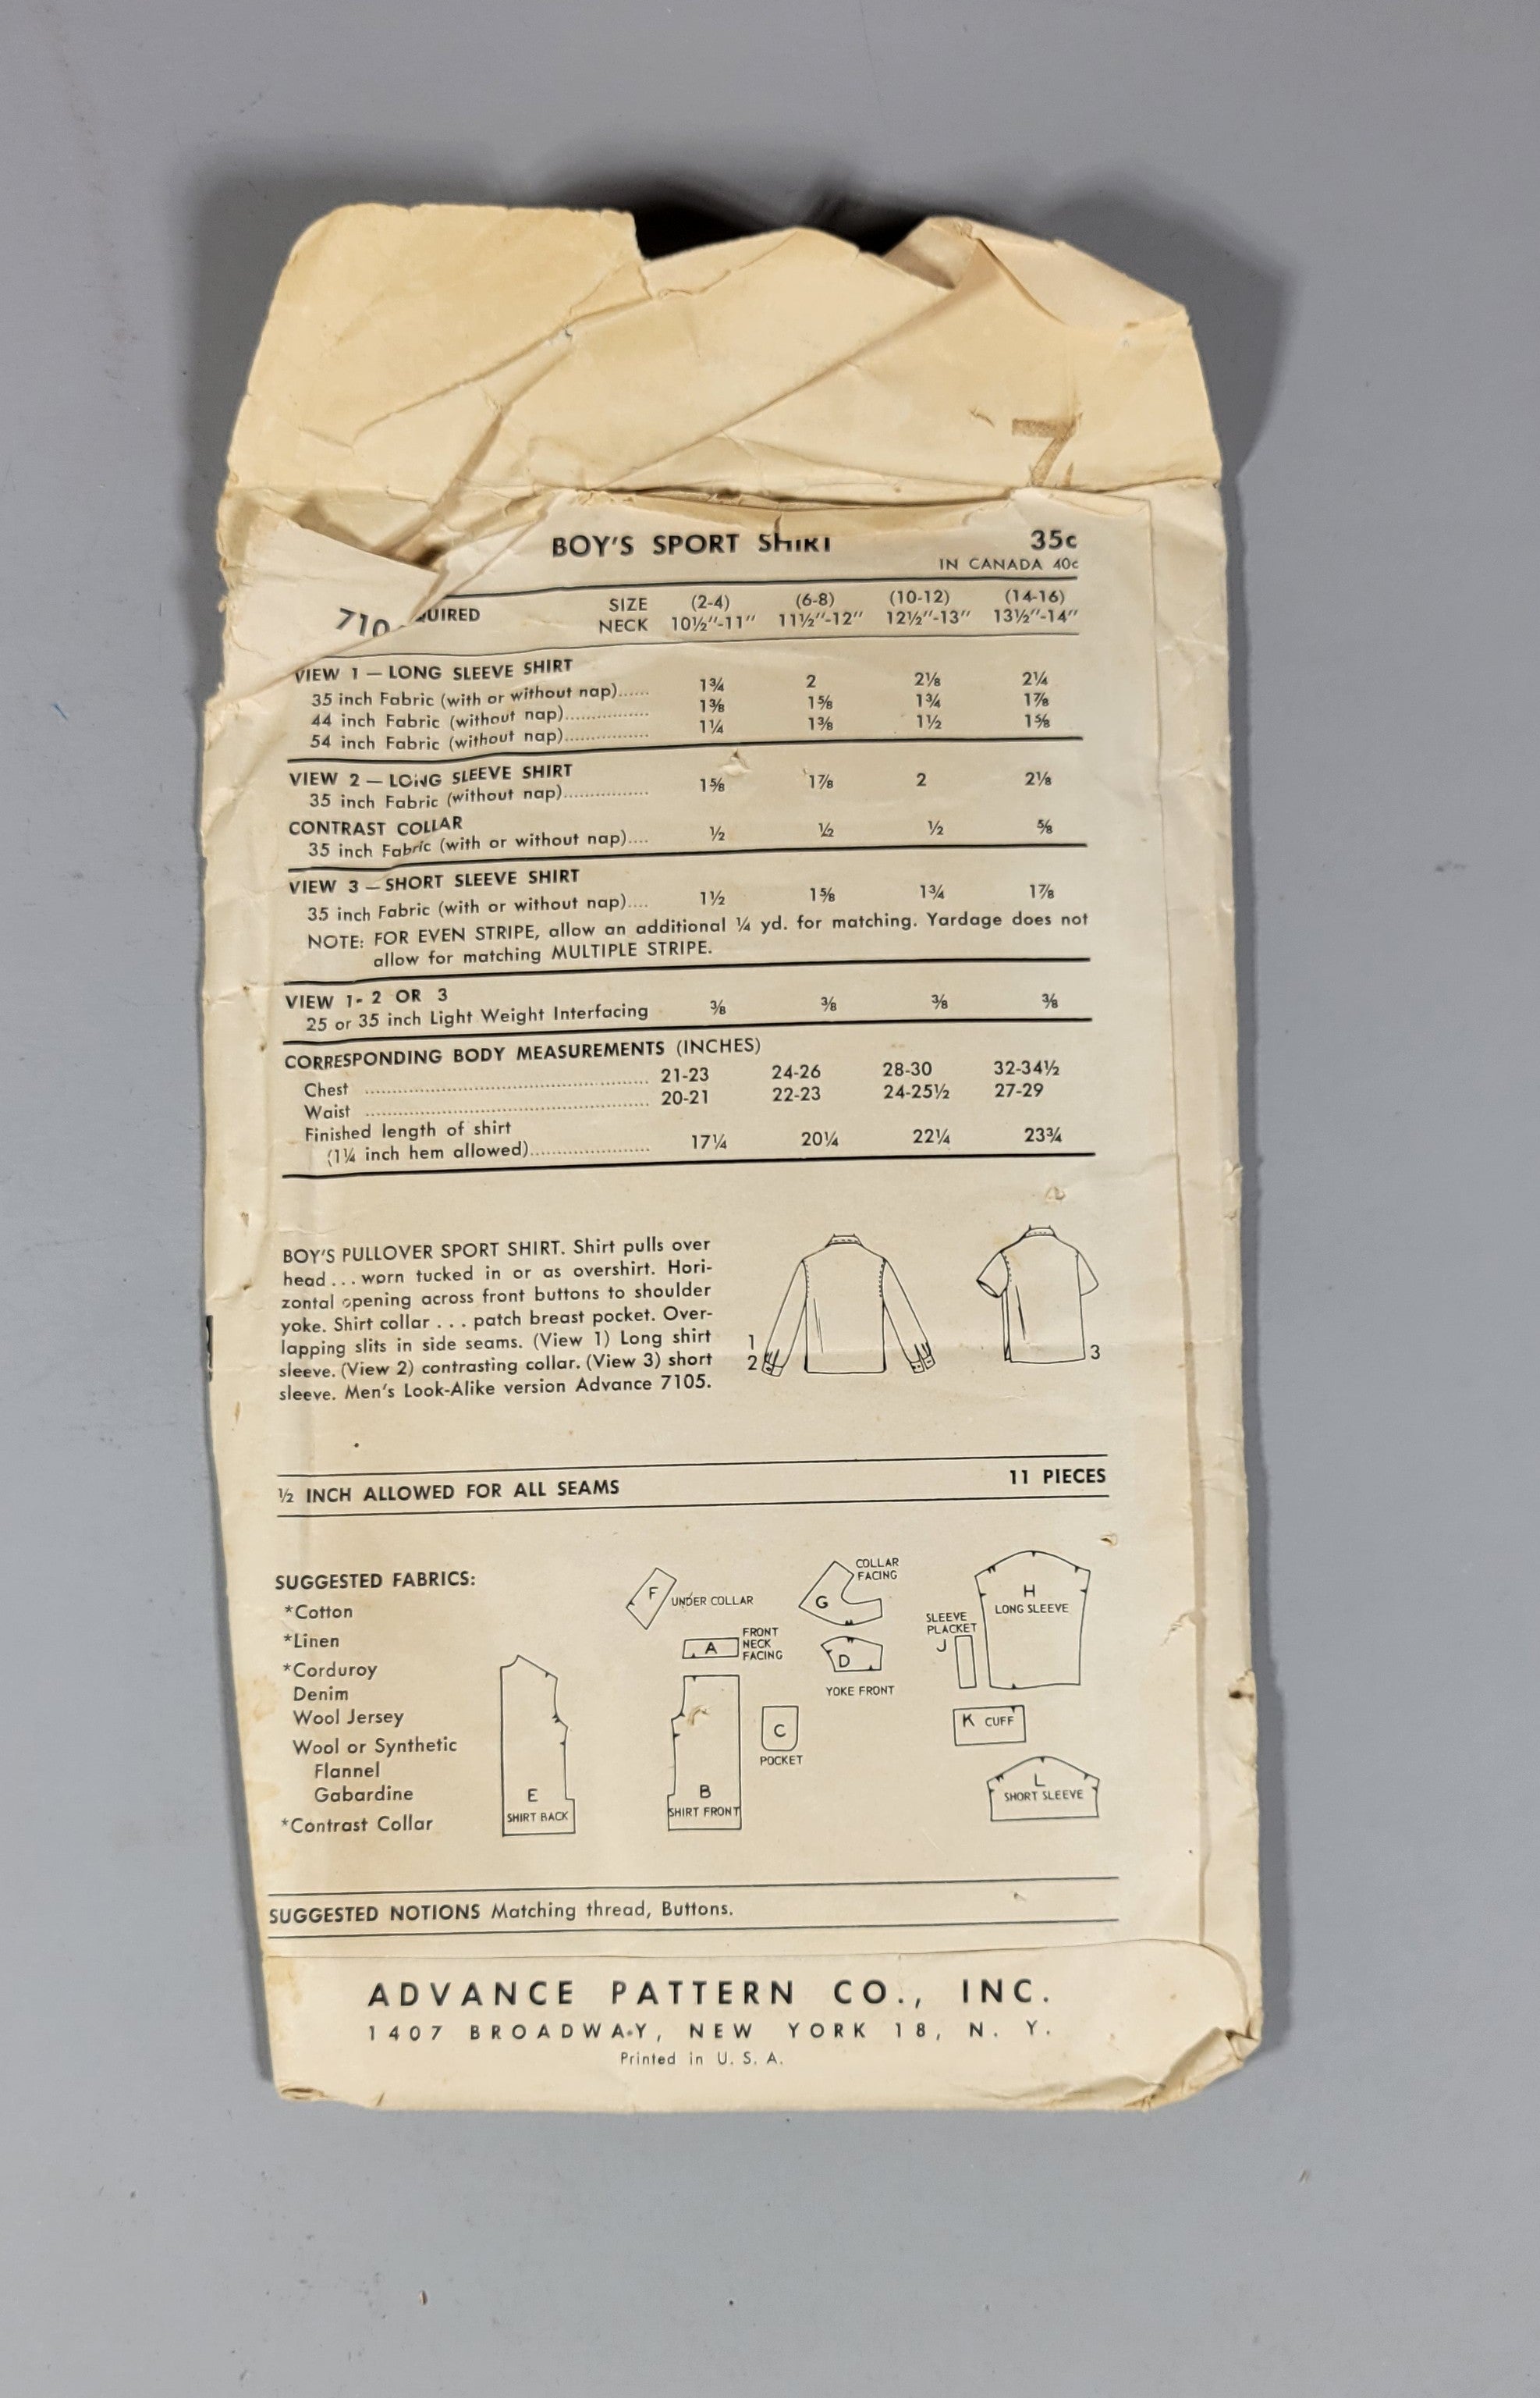 7
BOY'S SPORT SHIRT 35c
IN CANADA 40c
710
SIZE (2-4) (6-8) (10-12) (14-16)
UIRED NECK 10½"-11" 11½"-12" 12½"-13" 13½"-14"
VIEW 1 — LONG SLEEVE SHIRT
35 inch Fabric (with or without nap)...... 1¾ 2 2⅛ 2¼
44 inch Fabric (without nap)................ 1⅜ 1⅝ 1¾ 1⅞
54 inch Fabric (without nap)................ 1¼ 1⅜ 1½ 1⅝
VIEW 2 — LONG SLEEVE SHIRT
35 inch Fabric (without nap)................ 1⅝ 1⅞ 2 2⅛
CONTRAST COLLAR
35 inch Fabric (with or without nap).... ½ ½ ½ ⅝
VIEW 3 — SHORT SLEEVE SHIRT
35 inch Fabric (with or without nap).... 1½ 1⅝ 1¾ 1⅞
NOTE: FOR EVEN STRIPE, allow an additional ¼ yd. for matching. Yardage does not
allow for matching MULTIPLE STRIPE.
VIEW 1- 2 OR 3
25 or 35 inch Light Weight Interfacing ⅜ ⅜ ⅜ ⅜
CORRESPONDING BODY MEASUREMENTS (INCHES)
Chest ........................................ 21-23 24-26 28-30 32-34½
Waist ........................................ 20-21 22-23 24-25½ 27-29
Finished length of shirt
(1¼ inch hem allowed)...................... 17¼ 20¼ 22¼ 23¾
BOY'S PULLOVER SPORT SHIRT. Shirt pulls over
head ... worn tucked in or as overshirt. Hori-
zontal opening across front buttons to shoulder
yoke. Shirt collar . . . patch breast pocket. Over-
lapping slits in side seams. (View 1) Long shirt
sleeve. (View 2) contrasting collar. (View 3) short
sleeve. Men's Look-Alike version Advance 7105.
1
2
3
½ INCH ALLOWED FOR ALL SEAMS 11 PIECES
SUGGESTED FABRICS:
*Cotton
*Linen
*Corduroy
Denim
Wool Jersey
Wool or Synthetic
Flannel
Gabardine
*Contrast Collar
F UNDER COLLAR
G COLLAR
FACING
H
LONG SLEEVE
A FRONT
NECK
FACING
D
YOKE FRONT
SLEEVE
PLACKET
J
E
SHIRT BACK
B
SHIRT FRONT
C
POCKET
K CUFF
L
SHORT SLEEVE
SUGGESTED NOTIONS Matching thread, Buttons.
ADVANCE PATTERN CO., INC.
1407 BROADWAY, NEW YORK 18, N. Y.
Printed in U. S. A.